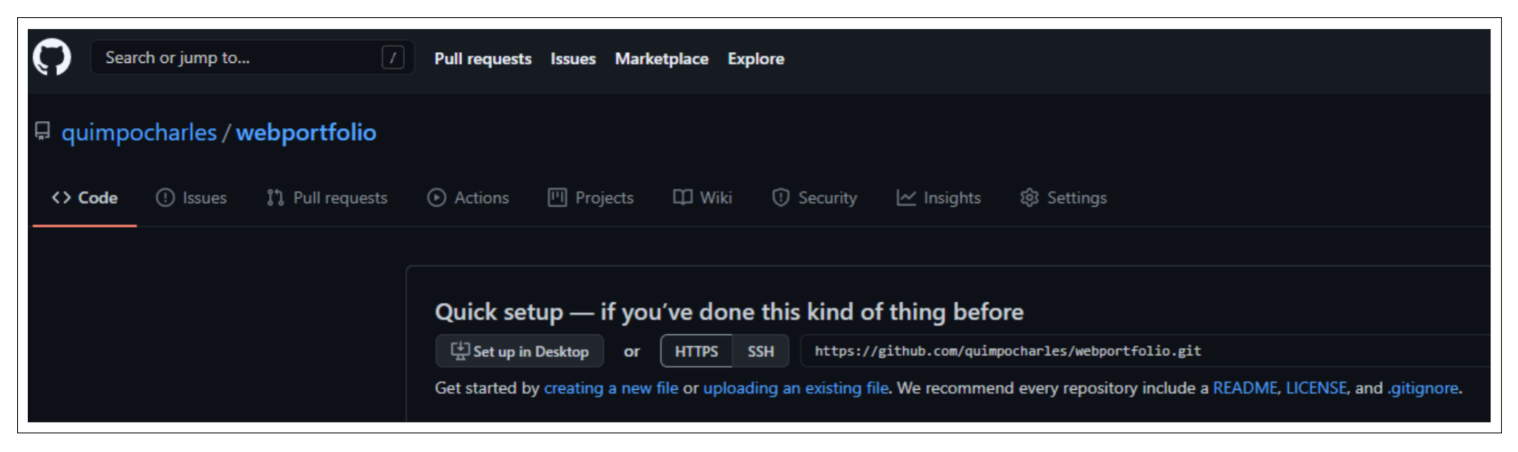 Search or jump to... / Pull requests Issues Marketplace Explore
quimpocharles / webportfolio
<> Code Issues Pull requests Actions Projects Wiki Security Insights Settings
Quick setup — if you’ve done this kind of thing before
Set up in Desktop or HTTPS SSH https://github.com/quimpocharles/webportfolio.git
Get started by creating a new file or uploading an existing file. We recommend every repository include a README, LICENSE, and .gitignore.